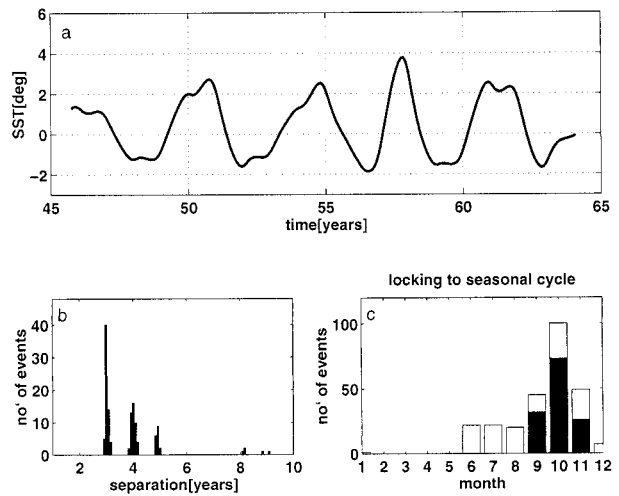 a
6
4
2
0
−2
SST[deg]
45 50 55 60 65
time[years]
b
40
30
20
10
0
no' of events
2 4 6 8 10
separation[years]
locking to seasonal cycle
c
100
50
0
no' of events
1 2 3 4 5 6 7 8 9 10 11 12
month